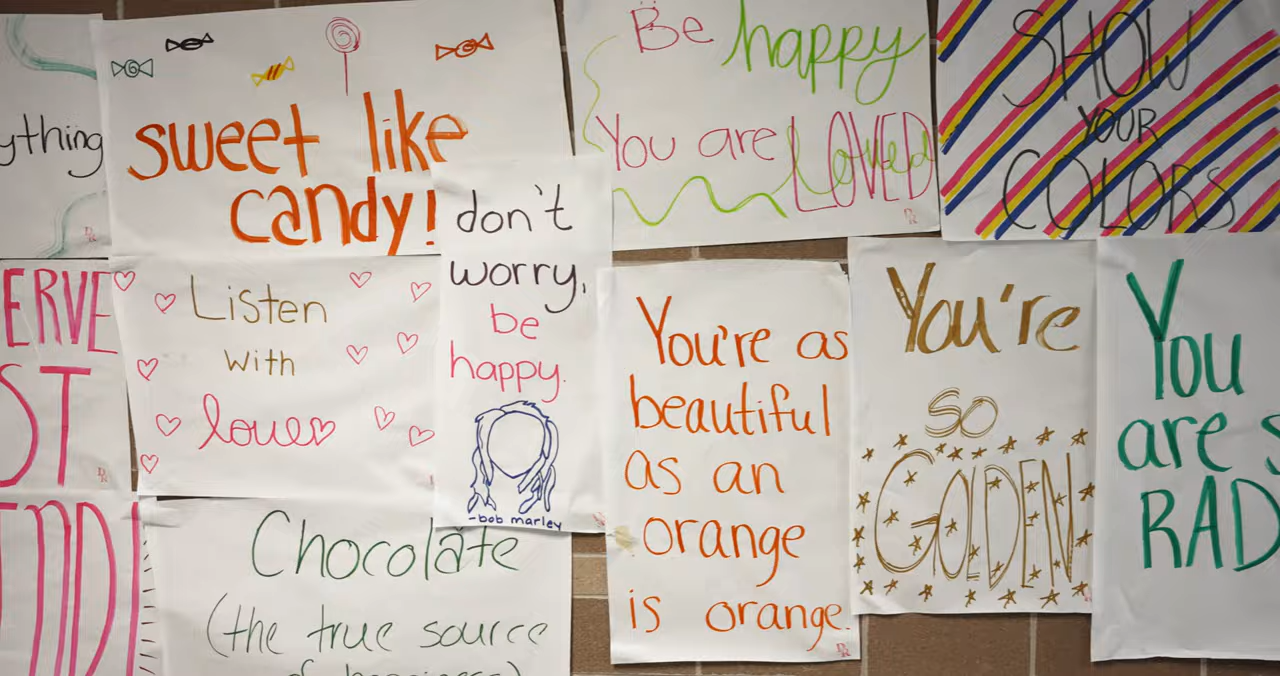 ything
sweet like
candy!
Be happy
You are LOVED
SHOW
YOUR
COLORS
ERVE
ST
Listen
with
love
don't
worry,
be
happy.
-bob marley
You're as
beautiful
as an
orange
is orange.
You're
so
GOLDEN
You
are s
RAD
Chocolate
(the true source